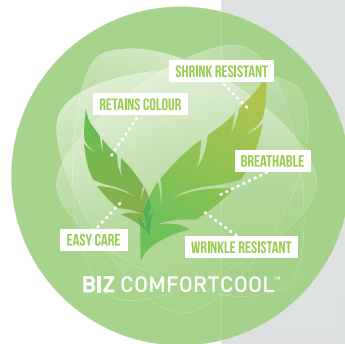 SHRINK RESISTANT
RETAINS COLOUR
BREATHABLE
EASY CARE
WRINKLE RESISTANT
BIZ COMFORTCOOL™